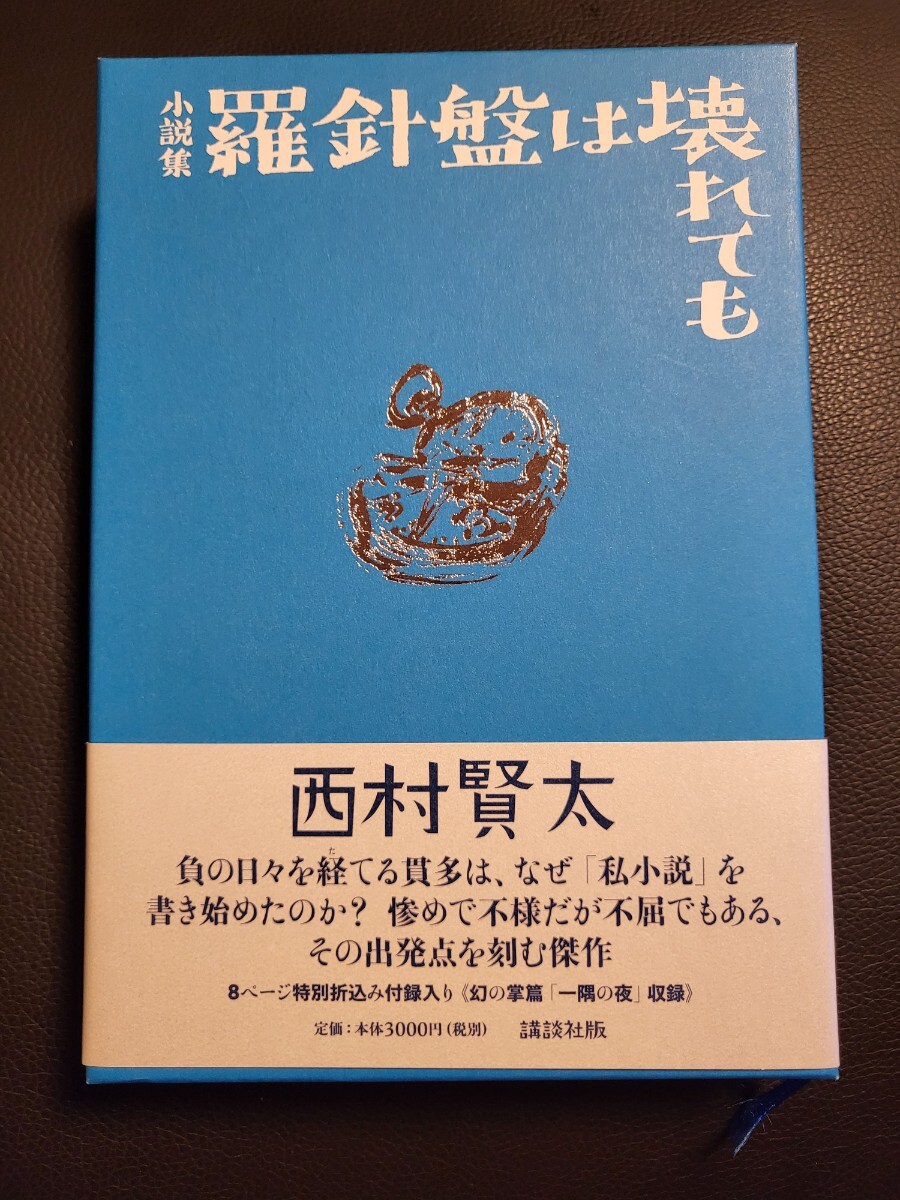 小説集
羅針盤は壊れても
西村賢太
負の日々を経てる貫多は、なぜ「私小説」を
た
書き始めたのか? 惨めで不様だが不屈でもある、
その出発点を刻む傑作
8ページ特別折込み付録入り《幻の掌篇「一隅の夜」収録》
定価:本体3000円(税別) 講談社版